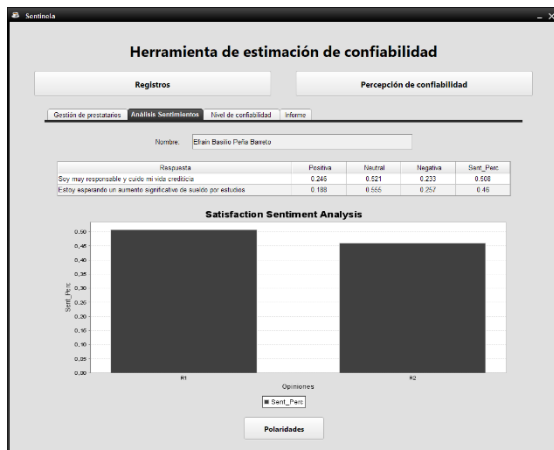 Sentinela
Herramienta de estimación de confiabilidad
Registros Percepción de confiabilidad
Gestión de prestatarios Análisis Sentimientos Nivel de confiabilidad Informe
Nombre: Efraín Basilio Peña Barreto
Respuesta Positiva Neutral Negativa Sent_Perc
Soy muy responsable y cuido mi vida crediticia 0.246 0.521 0.233 0.508
Estoy esperando un aumento significative de sueldo por estudios 0.188 0.555 0.257 0.46
Satisfaction Sentiment Analysis
0,50
0,45
0,40
0,35
0,30
0,25
0,20
0,15
0,10
0,05
0,00
Sent_Perc
R1 R2
Opiniones
Sent_Perc
Polaridades